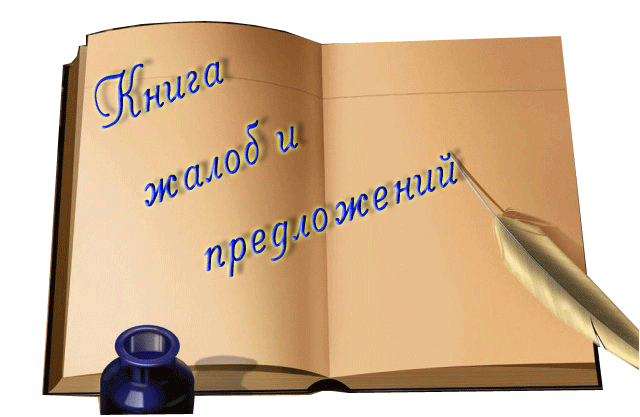 Книга
жалоб и
предложений